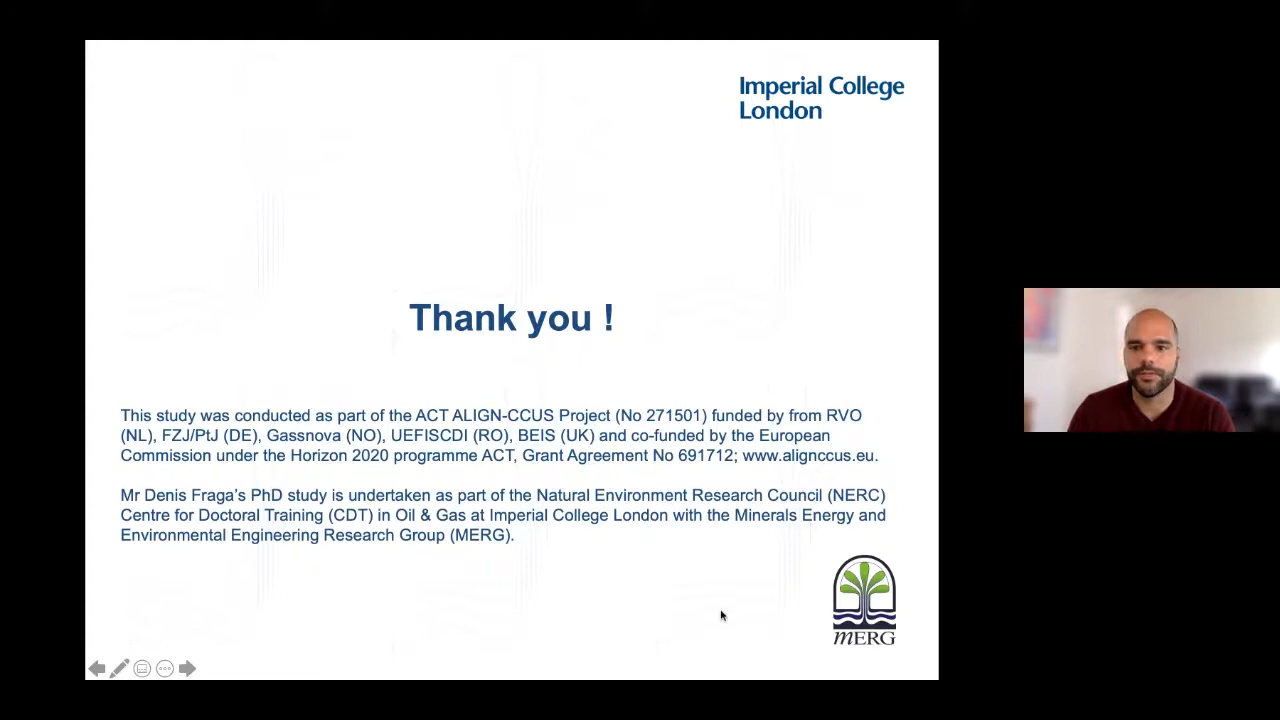 Imperial College
London
Thank you !
This study was conducted as part of the ACT ALIGN-CCUS Project (No 271501) funded by from RVO
(NL), FZJ/PtJ (DE), Gassnova (NO), UEFISCDI (RO), BEIS (UK) and co-funded by the European
Commission under the Horizon 2020 programme ACT, Grant Agreement No 691712; www.alignccus.eu.
Mr Denis Fraga's PhD study is undertaken as part of the Natural Environment Research Council (NERC)
Centre for Doctoral Training (CDT) in Oil & Gas at Imperial College London with the Minerals Energy and
Environmental Engineering Research Group (MERG).
mERG